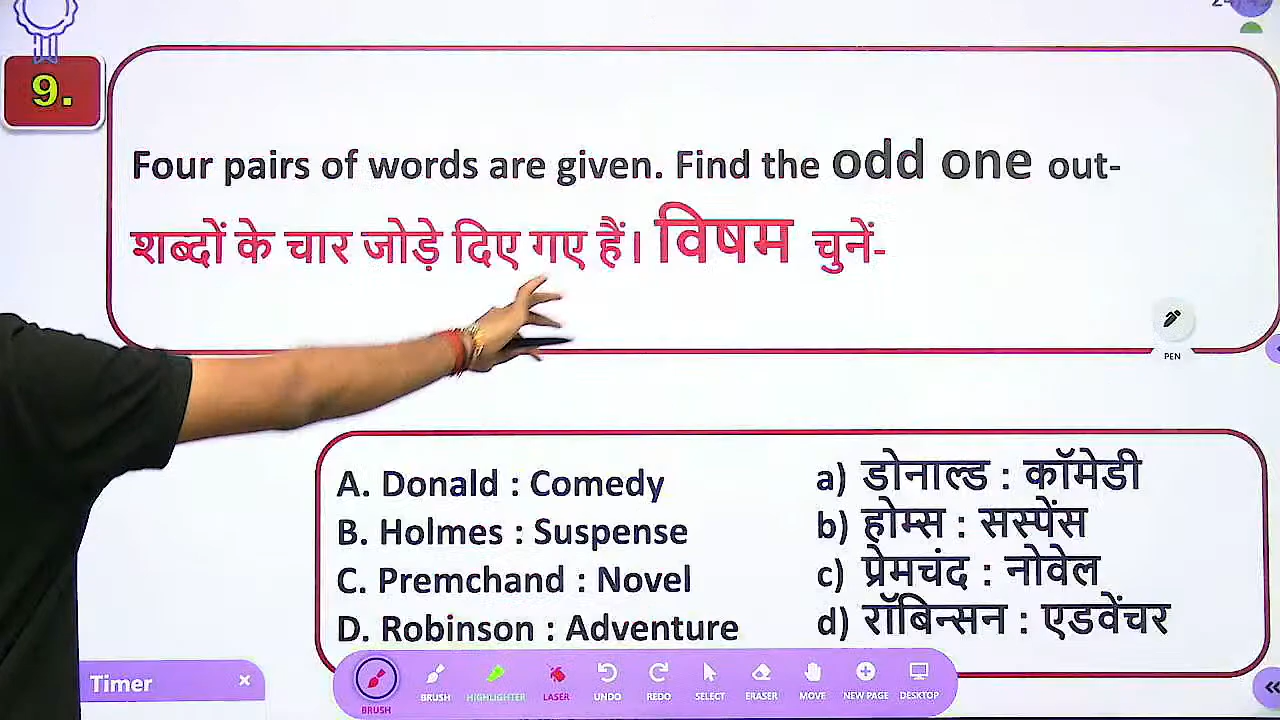 9.
Four pairs of words are given. Find the odd one out-
शब्दों के चार जोड़े दिए गए हैं। विषम चुनें-
PEN
A. Donald : Comedy
B. Holmes : Suspense
C. Premchand : Novel
D. Robinson : Adventure
a) डोनाल्ड : कॉमेडी
b) होम्स : सस्पेंस
c) प्रेमचंद : नोवेल
d) रॉबिन्सन : एडवेंचर
Timer ×
BRUSH BRUSH HIGHLIGHTER LASER UNDO REDO SELECT ERASER MOVE NEW PAGE DESKTOP